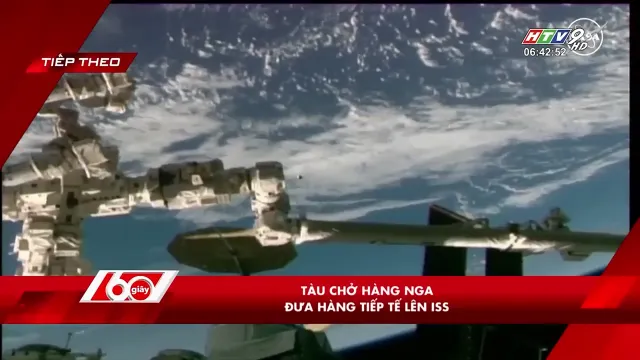 TIẾP THEO
HTV9 HD
06:42:52
60 giây
TÀU CHỞ HÀNG NGA
ĐƯA HÀNG TIẾP TẾ LÊN ISS